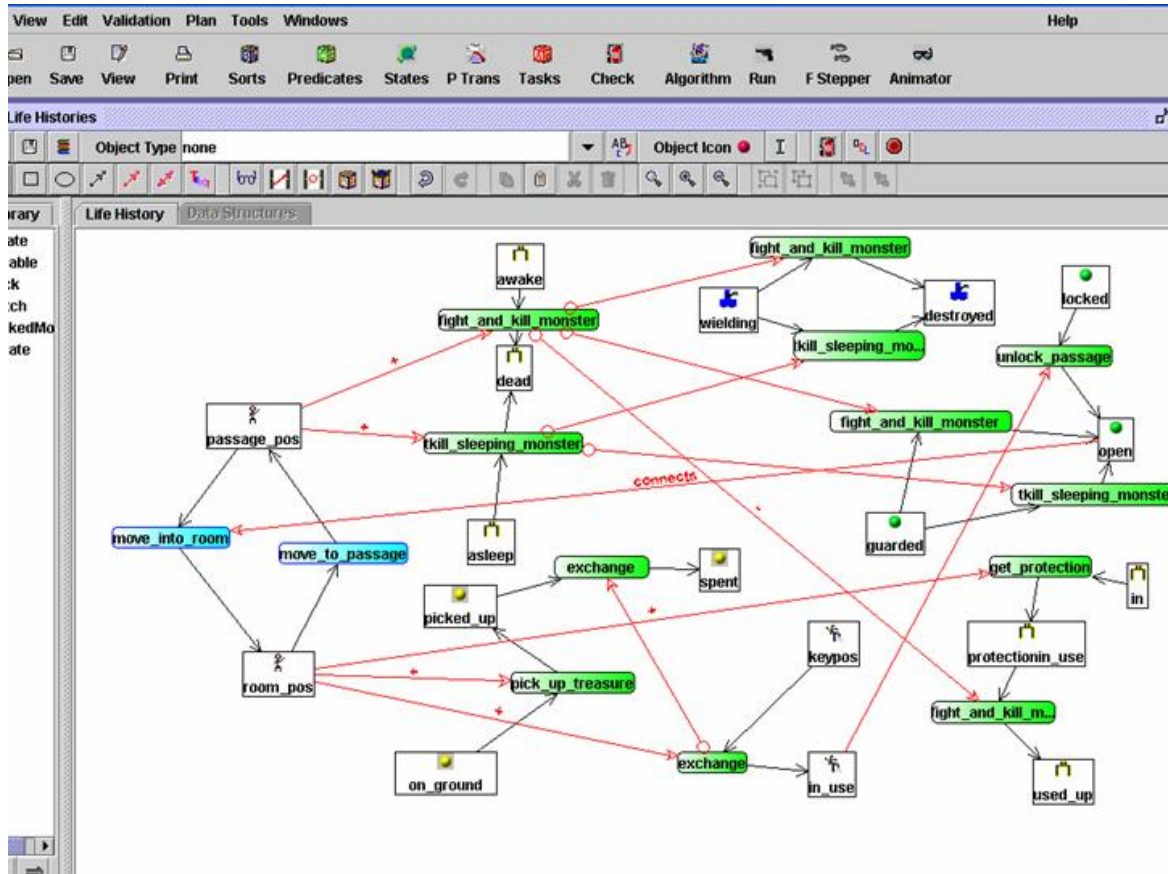 View Edit Validation Plan Tools Windows Help
pen Save View Print Sorts Predicates States P Trans Tasks Check Algorithm Run F Stepper Animator
Life Histories
Object Type none Object Icon
rary Life History Data Structures
ate
able
ck
tch
kedMo
ate
awake
fight_and_kill_monster
fight_and_kill_monster
wielding
destroyed
locked
tkill_sleeping_mo...
unlock_passage
dead
passage_pos
+
+
tkill_sleeping_monster
fight_and_kill_monster
open
connects
tkill_sleeping_monste
move_into_room
move_to_passage
asleep
guarded
exchange
spent
get_protection
in
picked_up
+
keypos
protectionin_use
room_pos
+
pick_up_treasure
+
fight_and_kill_m...
exchange
on_ground
in_use
used_up